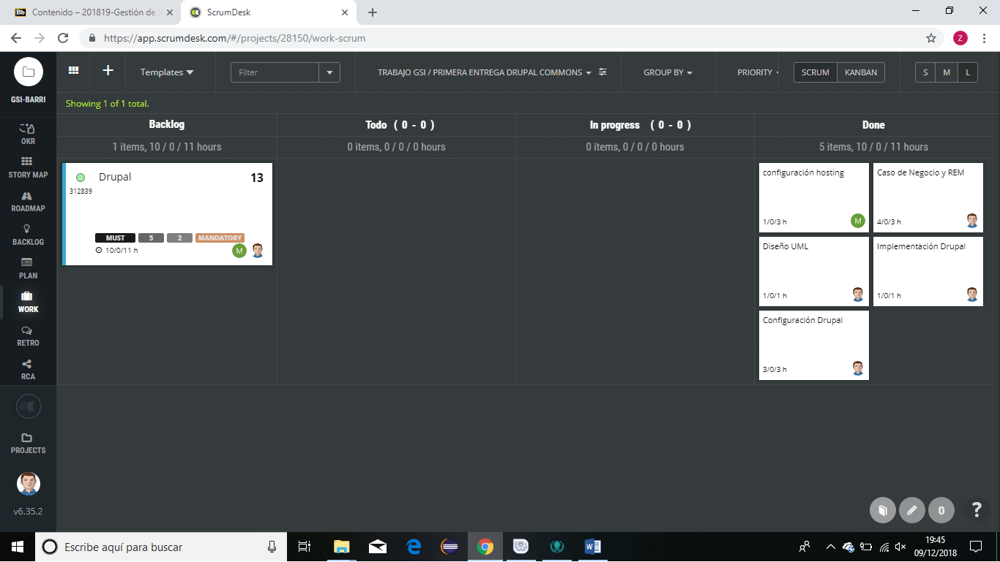 Bb Contenido – 201819-Gestión de
ScrumDesk
https://app.scrumdesk.com/#/projects/28150/work-scrum
Z
GSI-BARRI
Templates
Filter
TRABAJO GSI / PRIMERA ENTREGA DRUPAL COMMONS
GROUP BY
PRIORITY
SCRUM KANBAN
S M L
Showing 1 of 1 total.
OKR
STORY MAP
ROADMAP
BACKLOG
PLAN
WORK
RETRO
RCA
PROJECTS
v6.35.2
Backlog
1 items, 10 / 0 / 11 hours
Drupal 13
312839
MUST 5 2 MANDATORY
10/0/11 h M
Todo ( 0 - 0 )
0 items, 0 / 0 / 0 hours
In progress ( 0 - 0 )
0 items, 0 / 0 / 0 hours
Done
5 items, 10 / 0 / 11 hours
configuración hosting
1/0/3 h M
Caso de Negocio y REM
4/0/3 h
Diseño UML
1/0/1 h
Implementación Drupal
1/0/1 h
Configuración Drupal
3/0/3 h
0 ?
Escribe aquí para buscar
19:45
09/12/2018